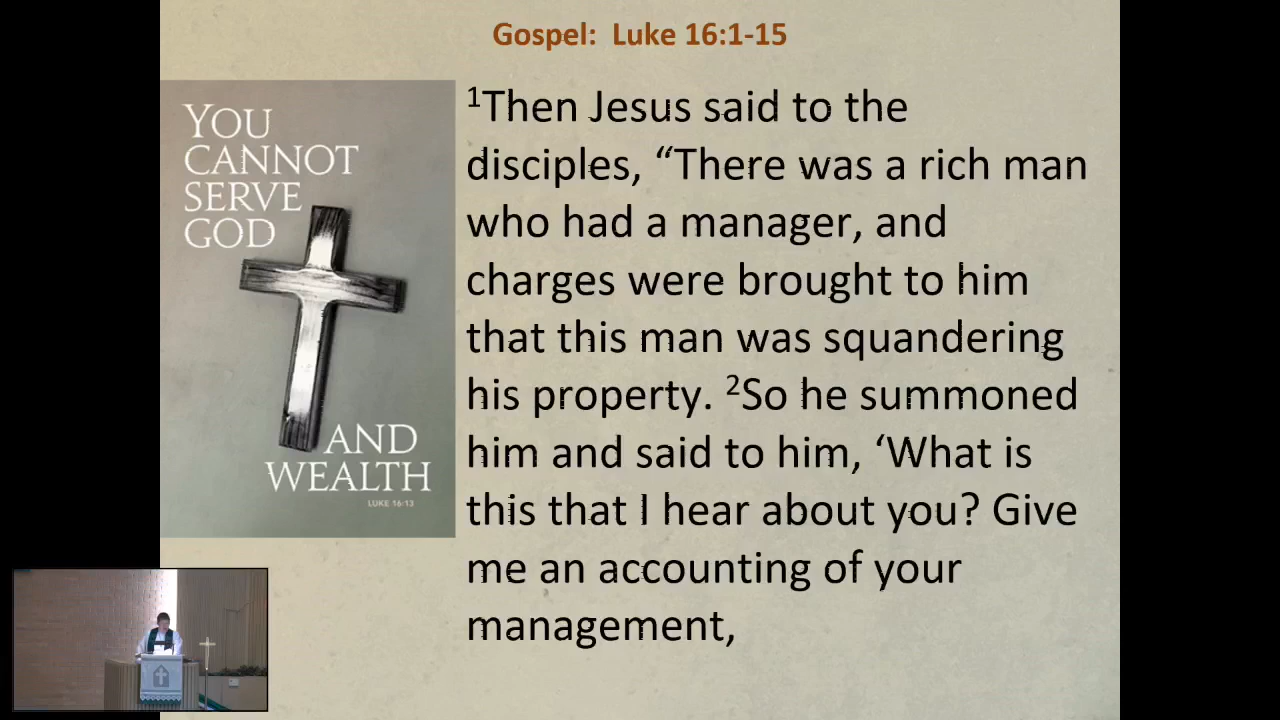 Gospel:  Luke 16:1-15
YOU
CANNOT
SERVE
GOD
AND
WEALTH
LUKE 16:13
¹Then Jesus said to the
disciples, “There was a rich man
who had a manager, and
charges were brought to him
that this man was squandering
his property. ²So he summoned
him and said to him, ‘What is
this that I hear about you? Give
me an accounting of your
management,